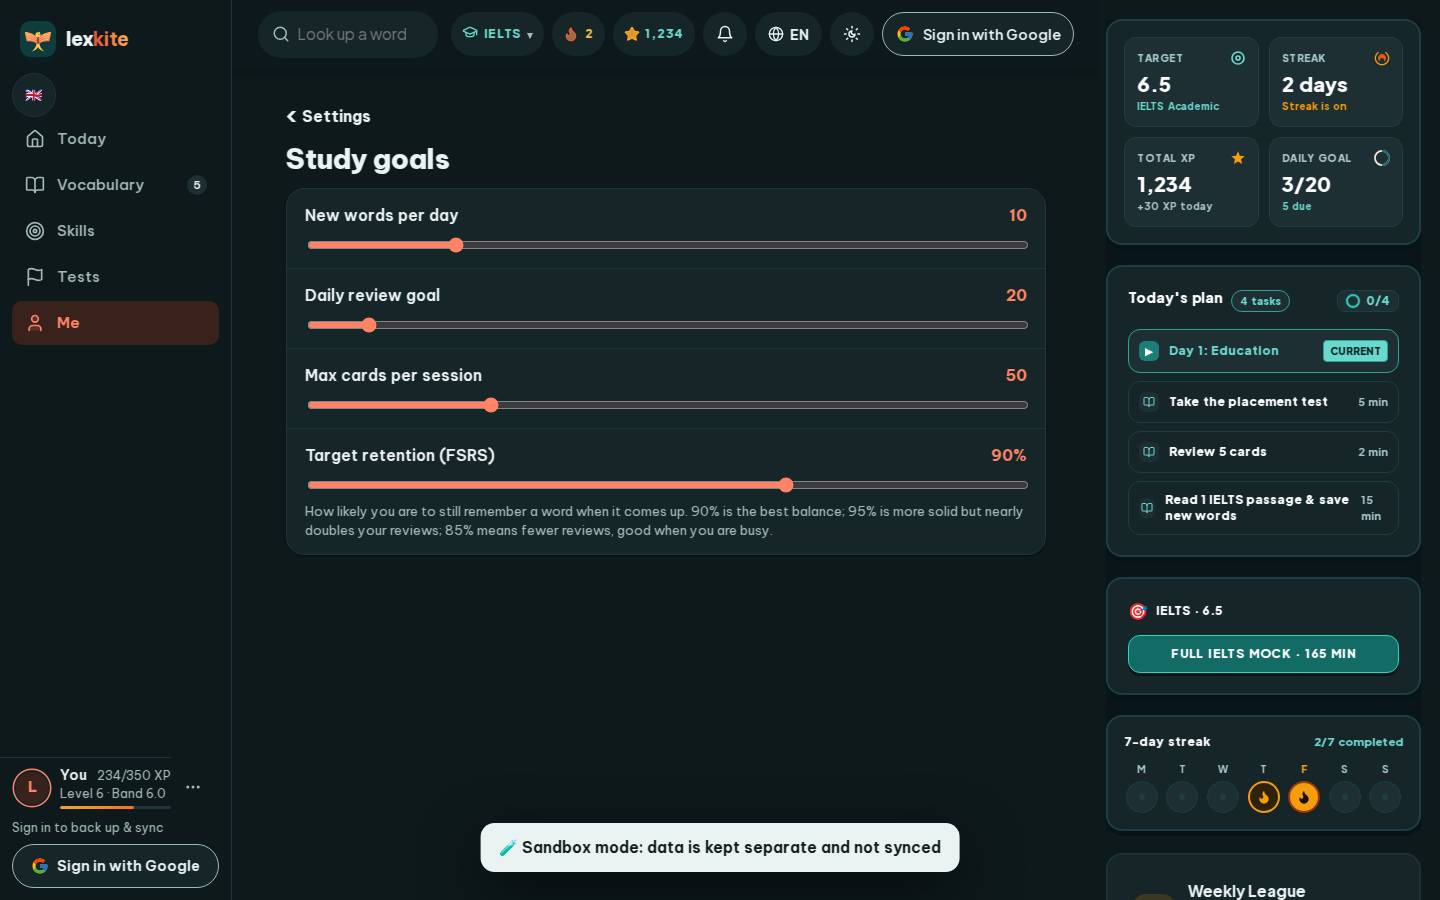 lexkite
Today
Vocabulary 5
Skills
Tests
Me
L
You 234/350 XP
Level 6 · Band 6.0
Sign in to back up & sync
Sign in with Google
Look up a word
IELTS
2
1,234
EN
Sign in with Google
Settings
Study goals
New words per day 10
Daily review goal 20
Max cards per session 50
Target retention (FSRS) 90%
How likely you are to still remember a word when it comes up. 90% is the best balance; 95% is more solid but nearly
doubles your reviews; 85% means fewer reviews, good when you are busy.
Sandbox mode: data is kept separate and not synced
TARGET
6.5
IELTS Academic
STREAK
2 days
Streak is on
TOTAL XP
1,234
+30 XP today
DAILY GOAL
3/20
5 due
Today's plan 4 tasks 0/4
Day 1: Education CURRENT
Take the placement test 5 min
Review 5 cards 2 min
Read 1 IELTS passage & save 15
new words min
IELTS · 6.5
FULL IELTS MOCK · 165 MIN
7-day streak 2/7 completed
M T W T F S S
Weekly League